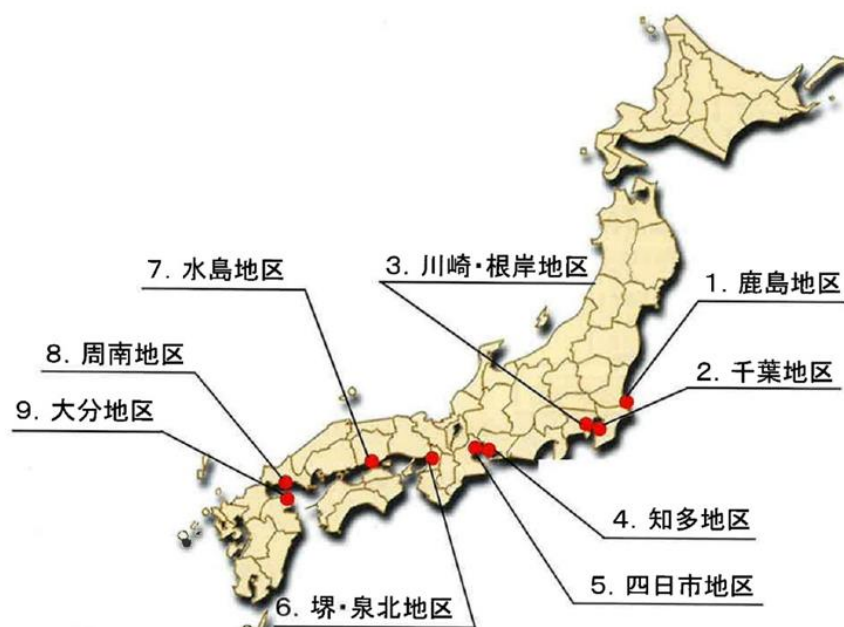 7. 水島地区
3. 川崎・根岸地区
1. 鹿島地区
8. 周南地区
2. 千葉地区
9. 大分地区
4. 知多地区
5. 四日市地区
6. 堺・泉北地区